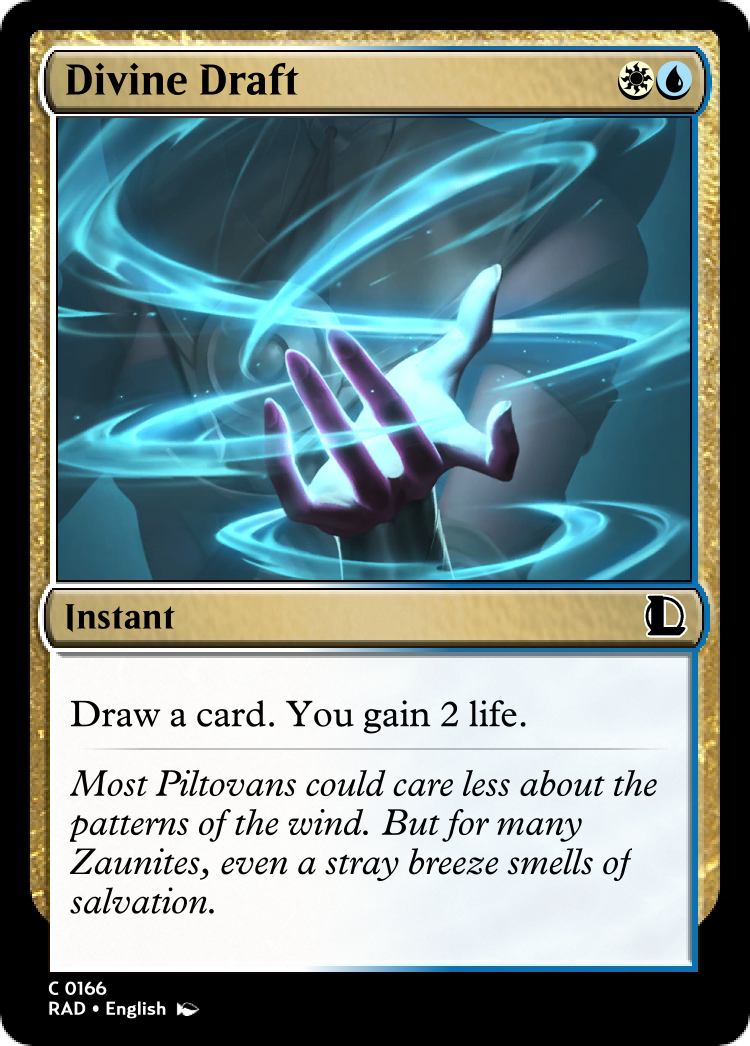 Divine Draft
Instant
Draw a card. You gain 2 life.
Most Piltovans could care less about the
patterns of the wind. But for many
Zaunites, even a stray breeze smells of
salvation.
C 0166
RAD • English